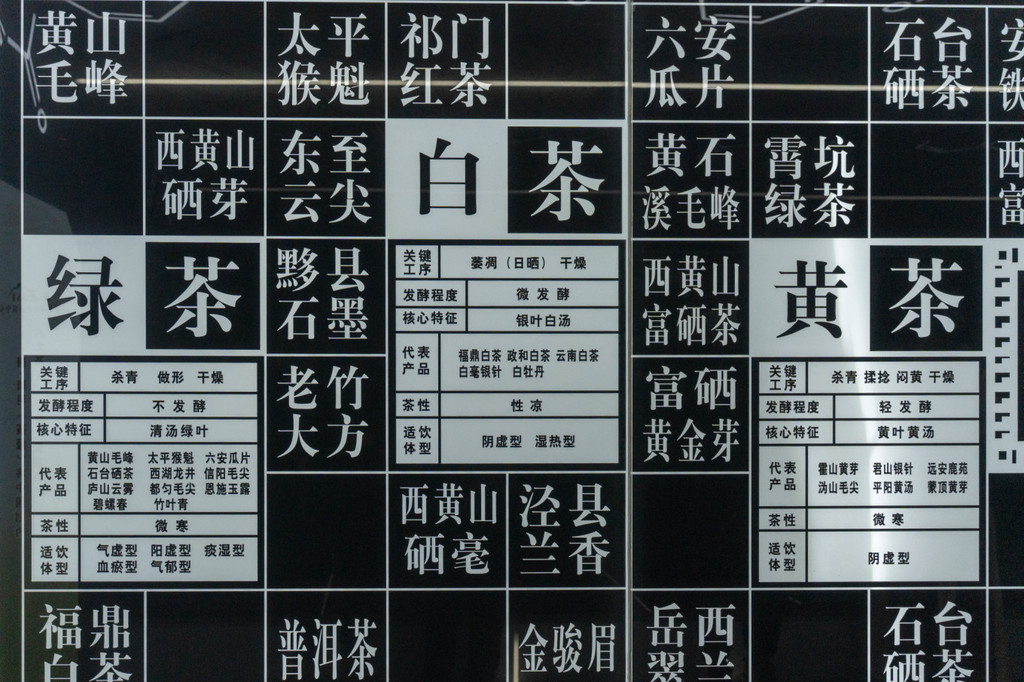 黄山
毛峰
太平
猴魁
祁门
红茶
六安
瓜片
石台
硒茶
西黄山
硒芽
东至
云尖
白茶
黄石
溪毛峰
霄坑
绿茶
绿茶
关键工序 杀青 做形 干燥
发酵程度 不发酵
核心特征 清汤绿叶
代表产品 黄山毛峰 太平猴魁 六安瓜片
石台硒茶 西湖龙井 信阳毛尖
庐山云雾 都匀毛尖 恩施玉露
碧螺春 竹叶青
茶性 微寒
适饮体型 气虚型 阳虚型 痰湿型
血瘀型 气郁型
黟县
石墨
老竹
大方
关键工序 萎凋（日晒） 干燥
发酵程度 微发酵
核心特征 银叶白汤
代表产品 福鼎白茶 政和白茶 云南白茶
白毫银针 白牡丹
茶性 性凉
适饮体型 阴虚型 湿热型
西黄山
富硒茶
富硒
黄金芽
黄茶
关键工序 杀青 揉捻 闷黄 干燥
发酵程度 轻发酵
核心特征 黄叶黄汤
代表产品 霍山黄芽 君山银针 远安鹿苑
沩山毛尖 平阳黄汤 蒙顶黄芽
茶性 微寒
适饮体型 阴虚型
西黄山
硒毫
泾县
兰香
福鼎
白茶
普洱茶
金骏眉
岳西
翠兰
石台
硒茶